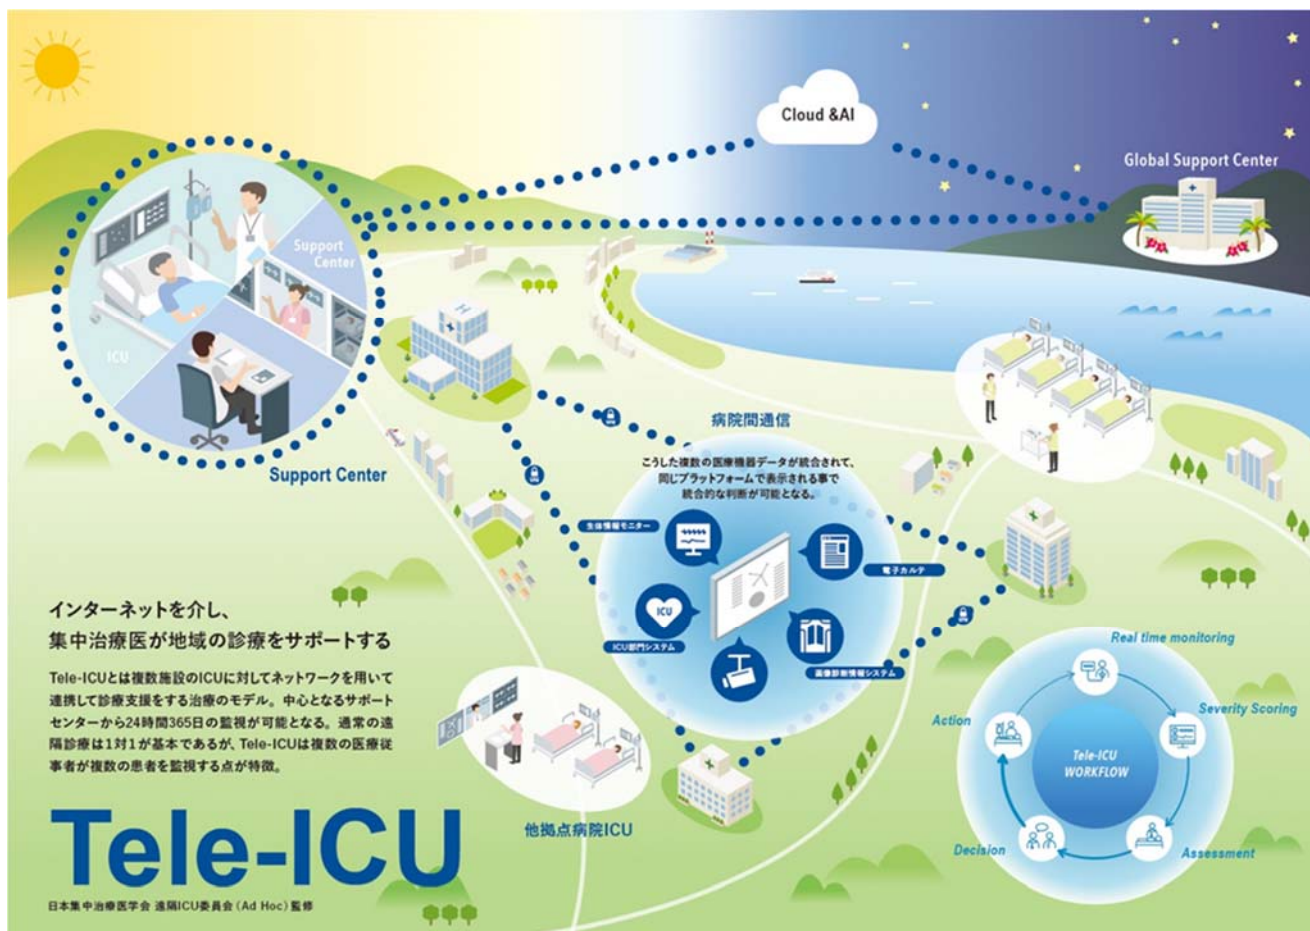 Cloud &AI
Global Support Center
Support
Center
ICU
Support Center
病院間通信
こうした複数の医療機器データが統合されて、
同じプラットフォームで表示される事で
統合的な判断が可能となる。
生体情報モニター
電子カルテ
ICU
ICU部門システム
画像診断情報システム
インターネットを介し、
集中治療医が地域の診療をサポートする
Tele-ICUとは複数施設のICUに対してネットワークを用いて
連携して診療支援をする治療のモデル。中心となるサポート
センターから24時間365日の監視が可能となる。通常の遠
隔診療は1対1が基本であるが、Tele-ICUは複数の医療従
事者が複数の患者を監視する点が特徴。
Tele-ICU
日本集中治療医学会 遠隔ICU委員会（Ad Hoc）監修
他拠点病院ICU
Real time monitoring
Severity Scoring
Action
Tele-ICU
WORKFLOW
Decision
Assessment
H